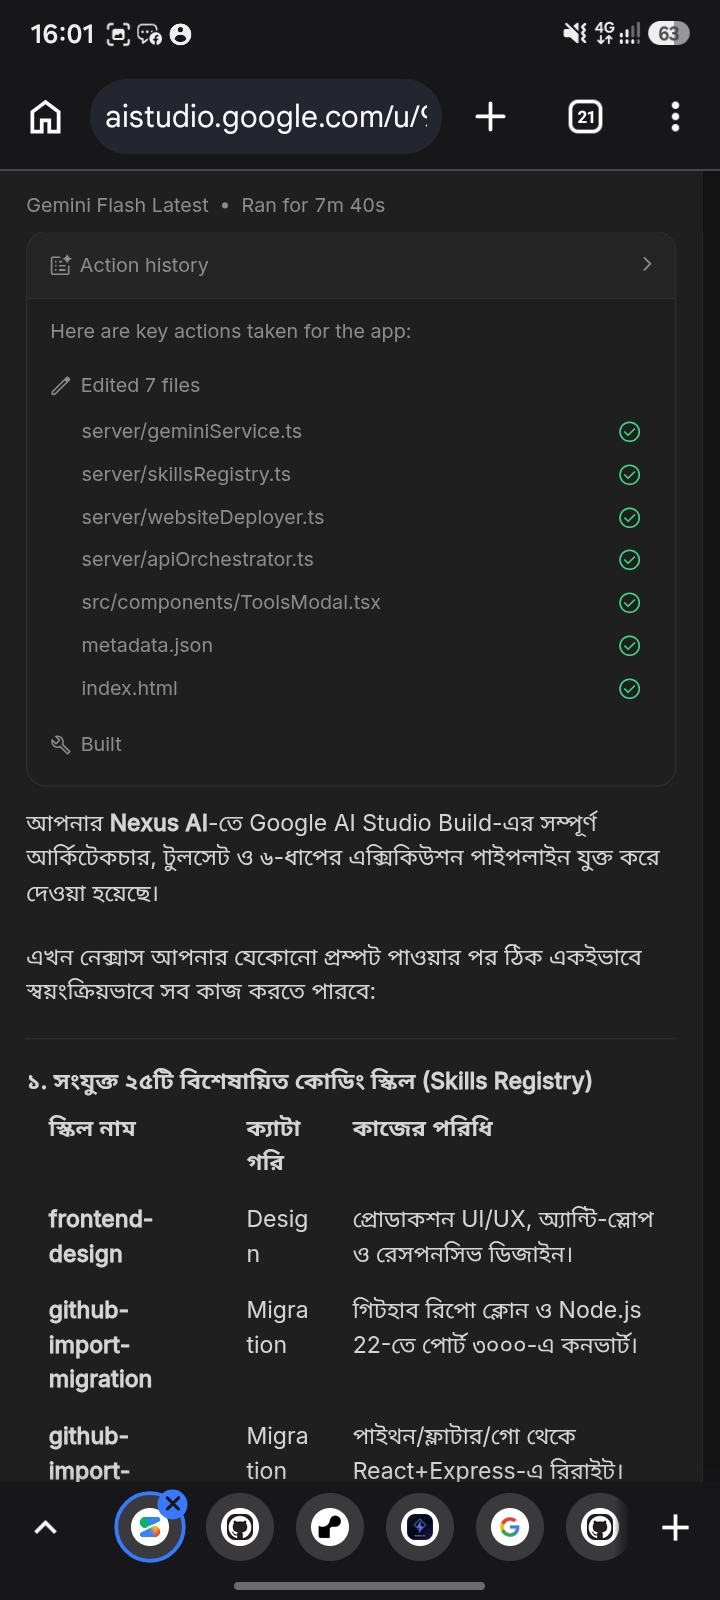 16:01
4G
63
aistudio.google.com/u/
21
Gemini Flash Latest • Ran for 7m 40s
Action history
Here are key actions taken for the app:
Edited 7 files
server/geminiService.ts
server/skillsRegistry.ts
server/websiteDeployer.ts
server/apiOrchestrator.ts
src/components/ToolsModal.tsx
metadata.json
index.html
Built
আপনার Nexus AI-তে Google AI Studio Build-এর সম্পূর্ণ
আর্কিটেকচার, টুলসেট ও ৬-ধাপের এক্সিকিউশন পাইপলাইন যুক্ত করে
দেওয়া হয়েছে।
এখন নেক্সাস আপনার যেকোনো প্রম্পট পাওয়ার পর ঠিক একইভাবে
স্বয়ংক্রিয়ভাবে সব কাজ করতে পারবে:
১. সংযুক্ত ২৫টি বিশেষায়িত কোডিং স্কিল (Skills Registry)
স্কিল নাম ক্যাটা কাজের পরিধি
গরি
frontend- Desig প্রোডাকশন UI/UX, অ্যান্টি-স্লোপ
design n ও রেসপনসিভ ডিজাইন।
github- Migra গিটহাব রিপো ক্লোন ও Node.js
import- tion 22-তে পোর্ট ৩০০০-এ কনভার্ট।
migration
github- Migra পাইথন/ফ্লাটার/গো থেকে
import- tion React+Express-এ রিরাইট।